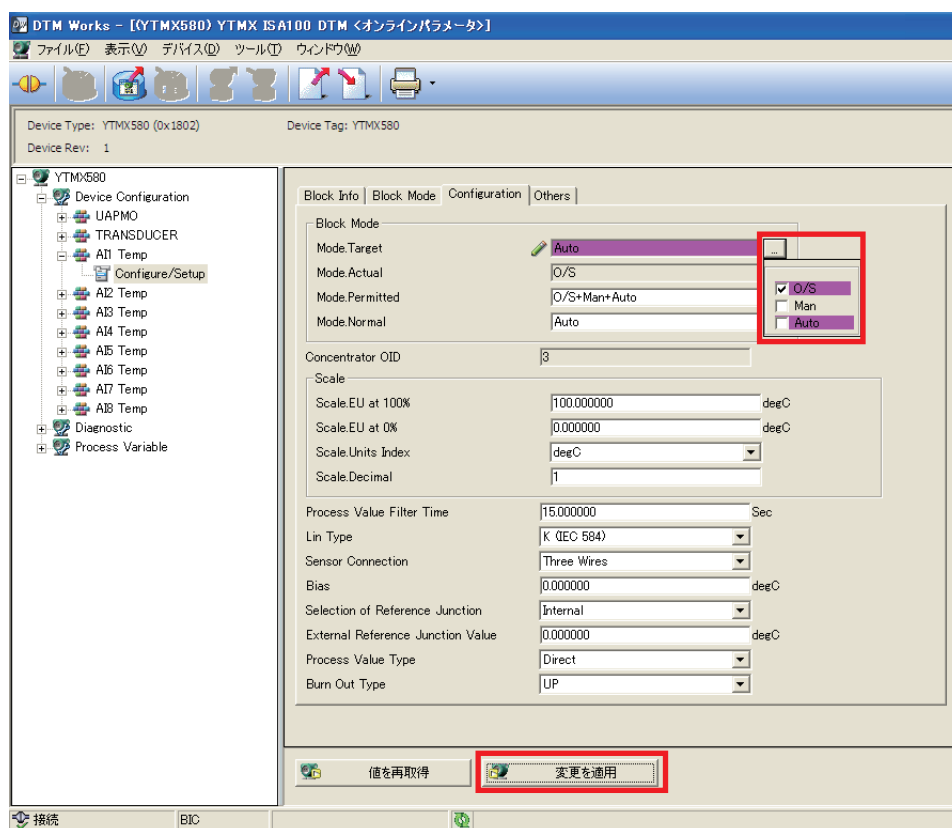 DTM Works - [(YTMX580) YTMX ISA100 DTM <オンラインパラメータ>]
ファイル(F) 表示(V) デバイス(D) ツール(T) ウィンドウ(W)
Device Type: YTMX580 (0x1802) Device Tag: YTMX580
Device Rev: 1
YTMX580
Device Configuration
UAPMO
TRANSDUCER
AI1 Temp
Configure/Setup
AI2 Temp
AI3 Temp
AI4 Temp
AI5 Temp
AI6 Temp
AI7 Temp
AI8 Temp
Diagnostic
Process Variable
Block Info Block Mode Configuration Others
Block Mode
Mode.Target Auto ...
Mode.Actual O/S
Mode.Permitted O/S+Man+Auto
Mode.Normal Auto
O/S
Man
Auto
Concentrator OID 3
Scale
Scale.EU at 100% 100.000000 degC
Scale.EU at 0% 0.000000 degC
Scale.Units Index degC
Scale.Decimal 1
Process Value Filter Time 15.000000 Sec
Lin Type K (IEC 584)
Sensor Connection Three Wires
Bias 0.000000 degC
Selection of Reference Junction Internal
External Reference Junction Value 0.000000 degC
Process Value Type Direct
Burn Out Type UP
値を再取得 変更を適用
接続 BIC